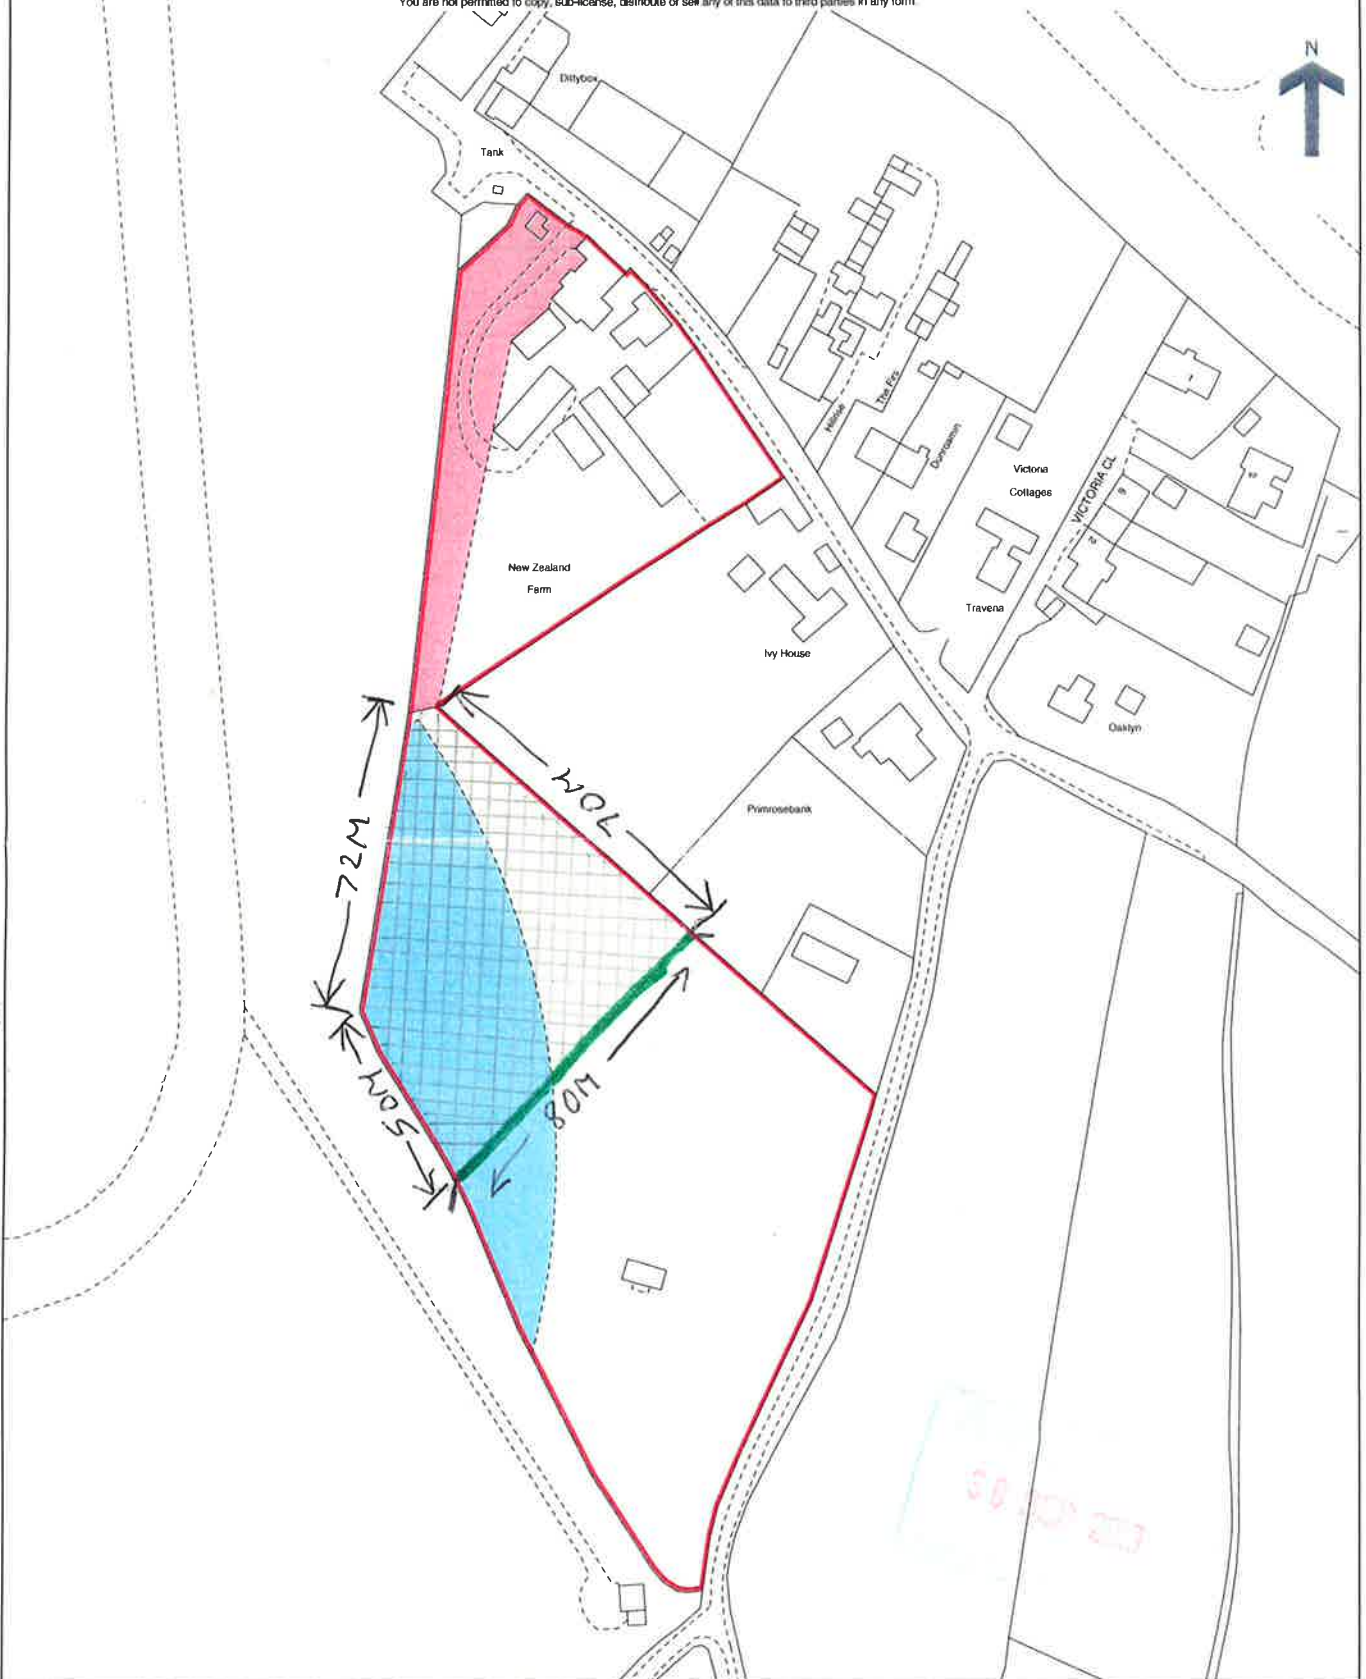 You are not permitted to copy, sub-license, distribute or sell any of this data to third parties in any form.
N
Dittybox
Tank
Hillrise
The Firs
Dunroamin
Victoria
Cottages
VICTORIA CL
New Zealand
Farm
Travena
Ivy House
Oaklyn
Primrosebank
70M
72M
50M
80M